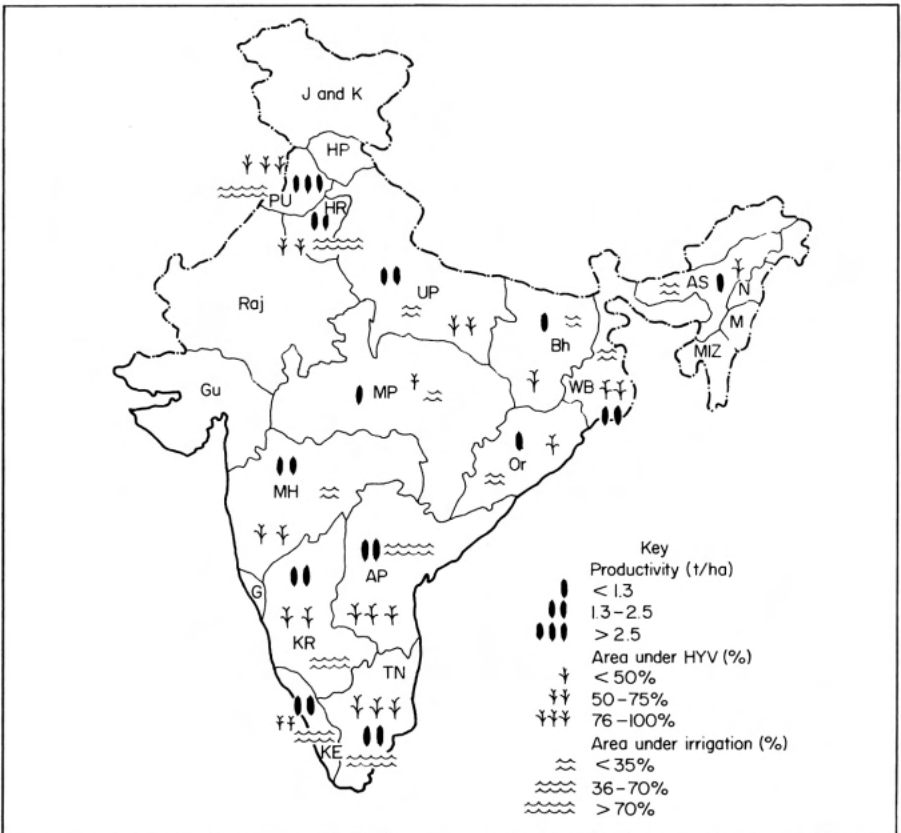 J and K
HP
PU
HR
UP
Raj
AS
N
Bh
M
MIZ
Gu
MP
WB
Or
MH
AP
G
KR
TN
KE
Key
Productivity (t/ha)
< 1.3
1.3-2.5
> 2.5
Area under HYV (%)
< 50%
50-75%
76-100%
Area under irrigation (%)
< 35%
36-70%
> 70%